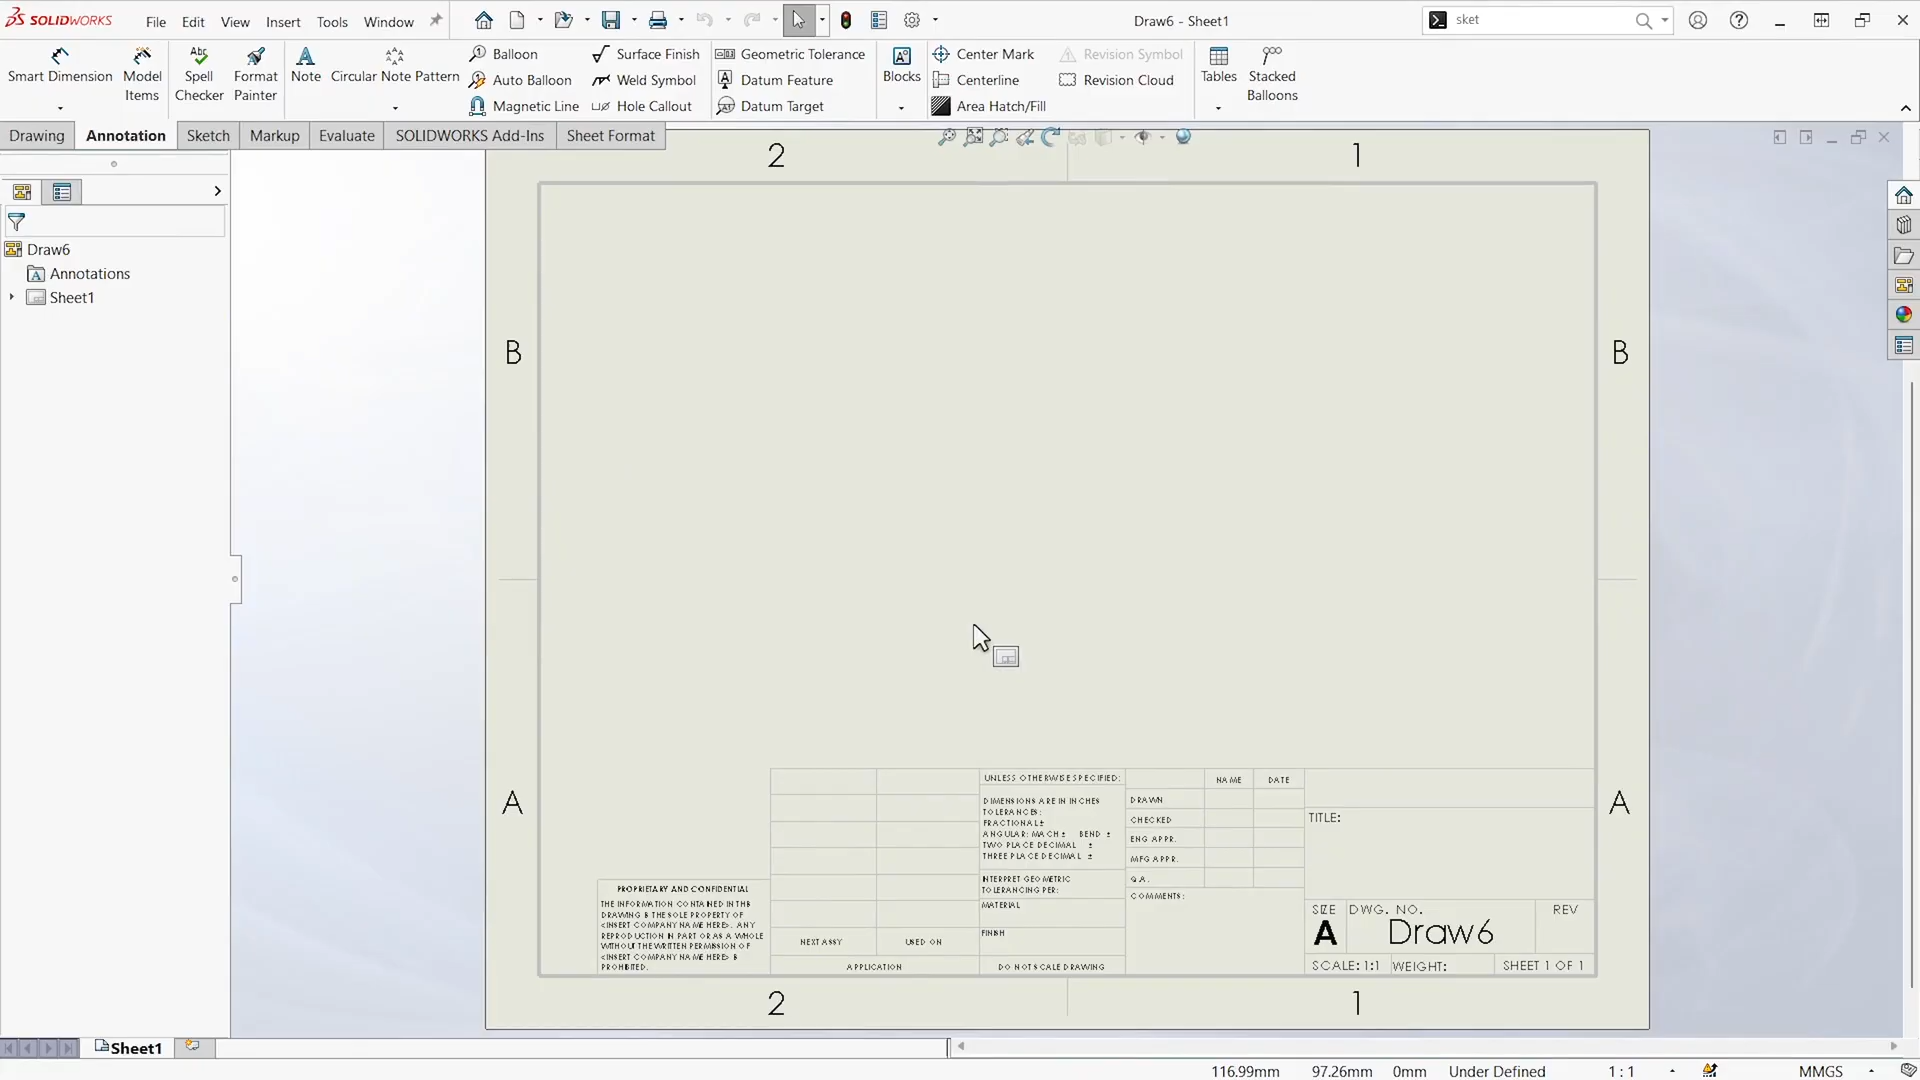 SOLIDWORKS File Edit View Insert Tools Window
Draw6 - Sheet1
sket
Smart Dimension
Model Items
Spell Checker
Format Painter
Note
Circular Note Pattern
Balloon
Auto Balloon
Magnetic Line
Surface Finish
Weld Symbol
Hole Callout
Geometric Tolerance
Datum Feature
Datum Target
Blocks
Center Mark
Centerline
Area Hatch/Fill
Revision Symbol
Revision Cloud
Tables
Stacked Balloons
Drawing Annotation Sketch Markup Evaluate SOLIDWORKS Add-Ins Sheet Format
Draw6
Annotations
Sheet1
2 1
B B
A A
2 1
PROPRIETARY AND CONFIDENTIAL
THE INFORMATION CONTAINED IN THIS
DRAWING IS THE SOLE PROPERTY OF
<INSERT COMPANY NAME HERE>. ANY
REPRODUCTION IN PART OR AS A WHOLE
WITHOUT THE WRITTEN PERMISSION OF
<INSERT COMPANY NAME HERE> IS
PROHIBITED.
NEXT ASSY USED ON
APPLICATION
UNLESS OTHERWISE SPECIFIED:
DIMENSIONS ARE IN INCHES
TOLERANCES:
FRACTIONAL±
ANGULAR: MACH± BEND ±
TWO PLACE DECIMAL ±
THREE PLACE DECIMAL ±
INTERPRET GEOMETRIC
TOLERANCING PER:
MATERIAL
FINISH
DO NOT SCALE DRAWING
NAME DATE
DRAWN
CHECKED
ENG APPR.
MFG APPR.
Q.A.
COMMENTS:
TITLE:
SIZE DWG. NO. REV
A Draw6
SCALE: 1:1 WEIGHT: SHEET 1 OF 1
Sheet1
116.99mm 97.26mm 0mm Under Defined 1 : 1 MMGS